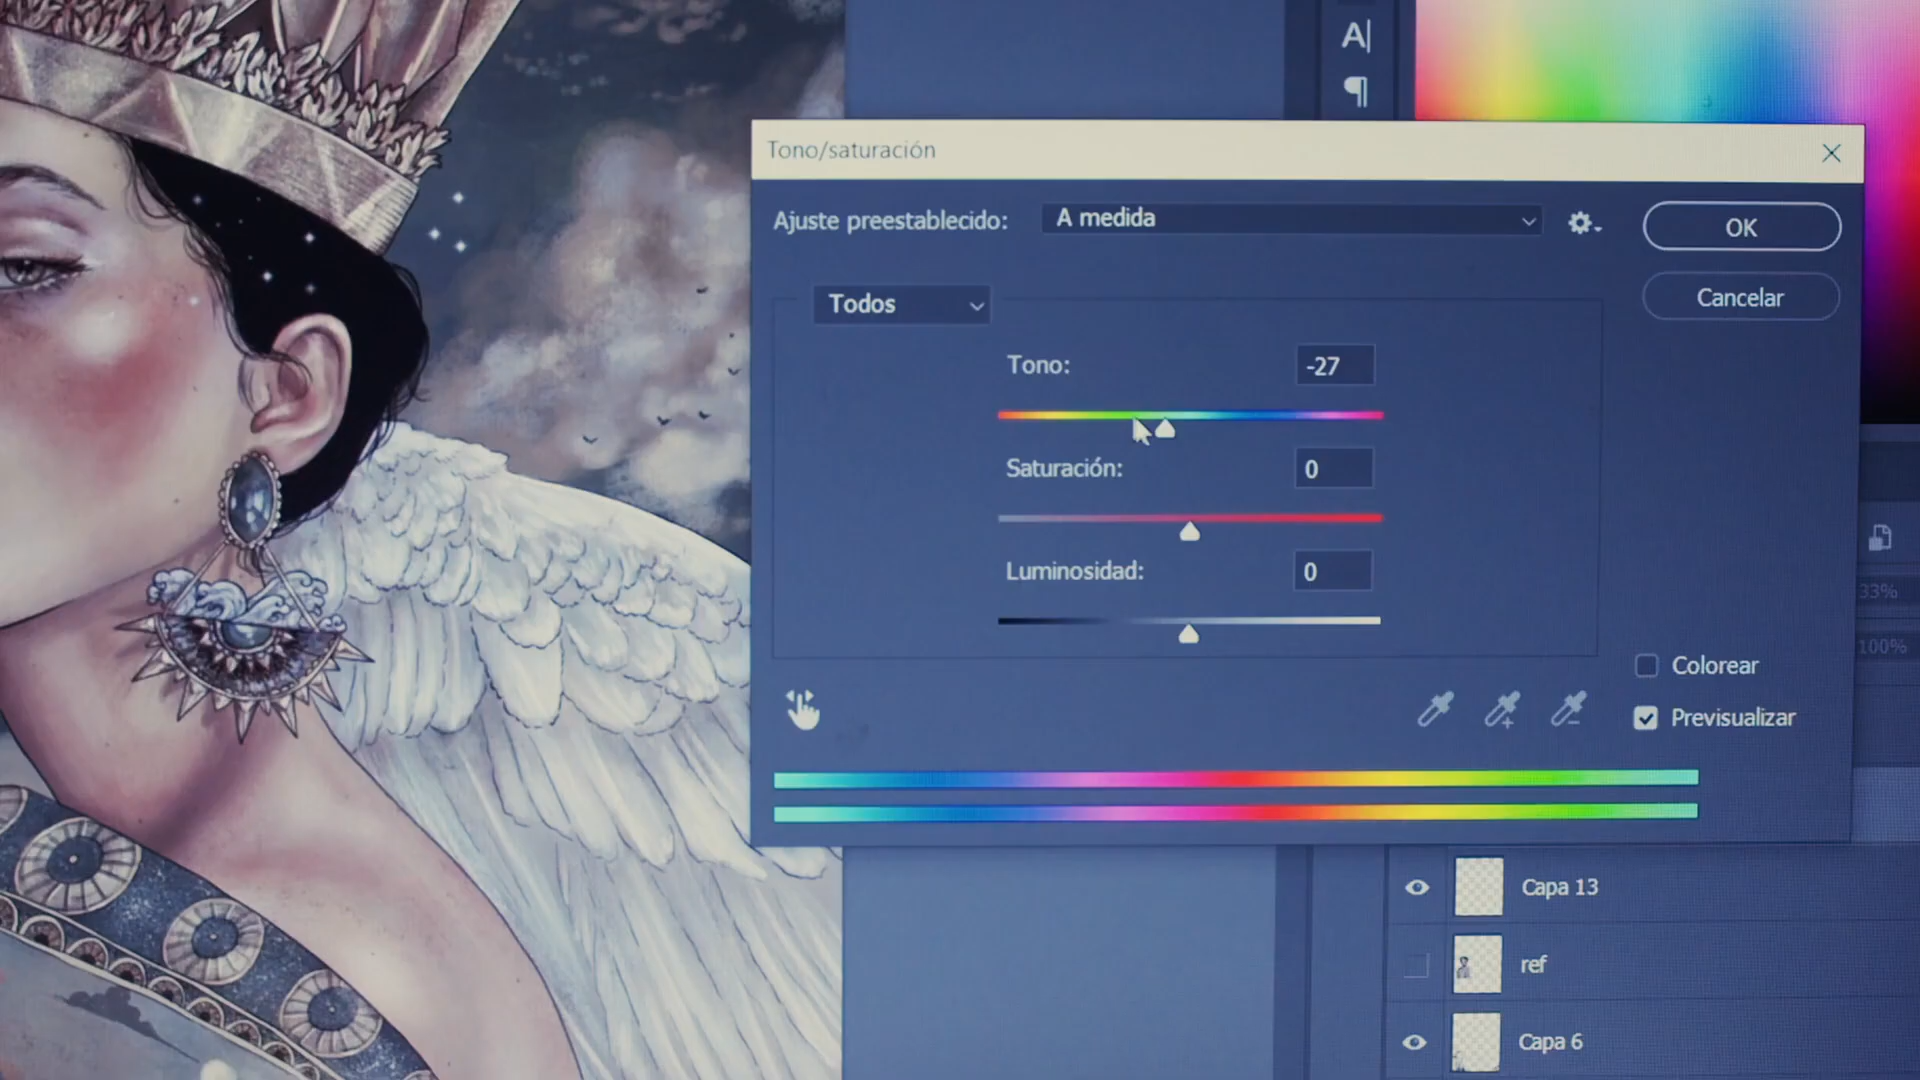 A|
¶
Tono/saturación
Ajuste preestablecido:
A medida
OK
Cancelar
Todos
Tono:
-27
Saturación:
0
Luminosidad:
0
33%
100%
Colorear
Previsualizar
Capa 13
ref
Capa 6